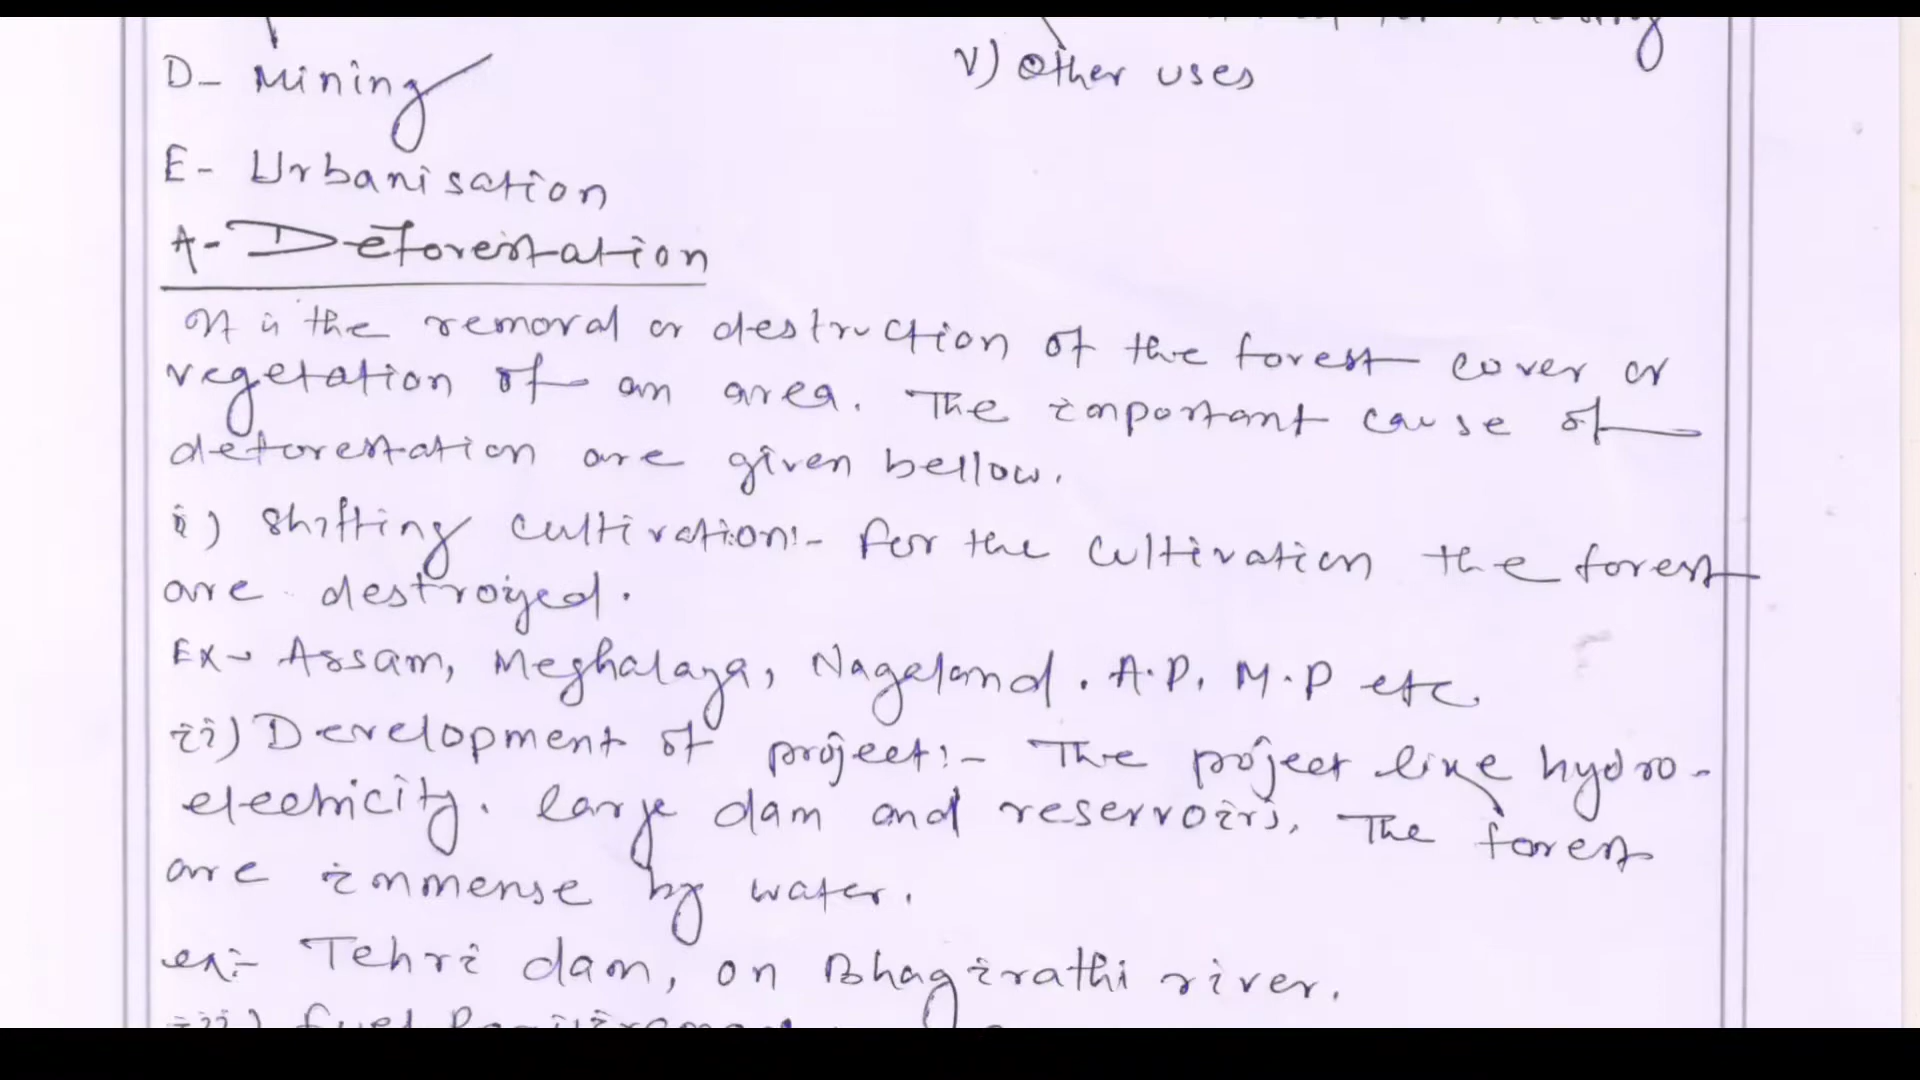 D- Mining
V) Other uses
E- Urbanisation
A- Deforestation
It is the removal or destruction of the forest cover or
vegetation of an area. The important cause of
deforestation are given bellow.
i) Shifting cultivation:- For the cultivation the forest
are destroiyed.
Ex- Assam, Meghalaya, Nagaland. A.P. M.P etc.
ii) Development of project:- The project like hydro-
electricity. large dam and reservoirs. The forest
are immense by water.
ex:- Tehri dam, on Bhagirathi river.
iii) Fuel